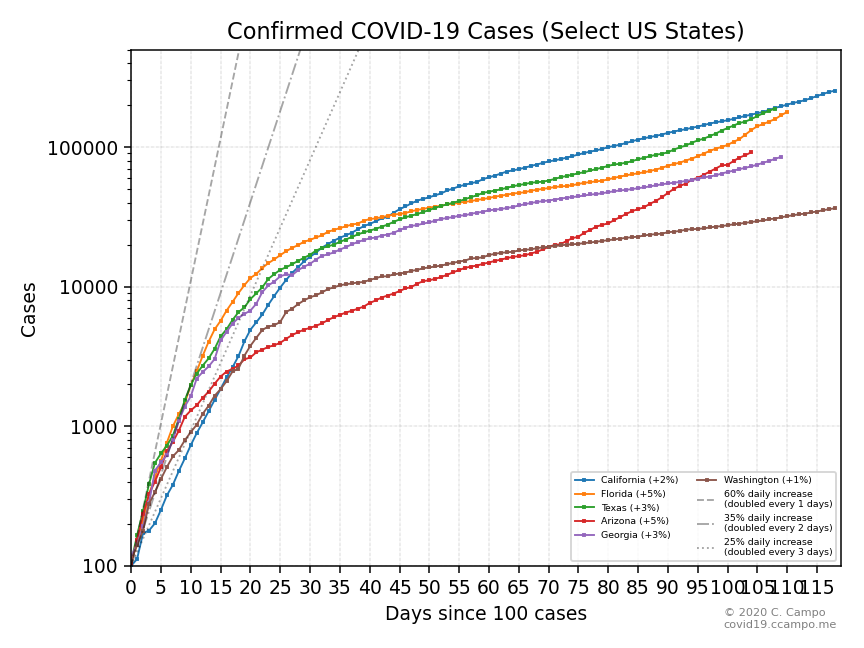 Confirmed COVID-19 Cases (Select US States)
Cases
100000
10000
1000
100
California (+2%)
Florida (+5%)
Texas (+3%)
Arizona (+5%)
Georgia (+3%)
Washington (+1%)
60% daily increase
(doubled every 1 days)
35% daily increase
(doubled every 2 days)
25% daily increase
(doubled every 3 days)
0 5 10 15 20 25 30 35 40 45 50 55 60 65 70 75 80 85 90 95 100 105 110 115
Days since 100 cases
© 2020 C. Campo
covid19.ccampo.me